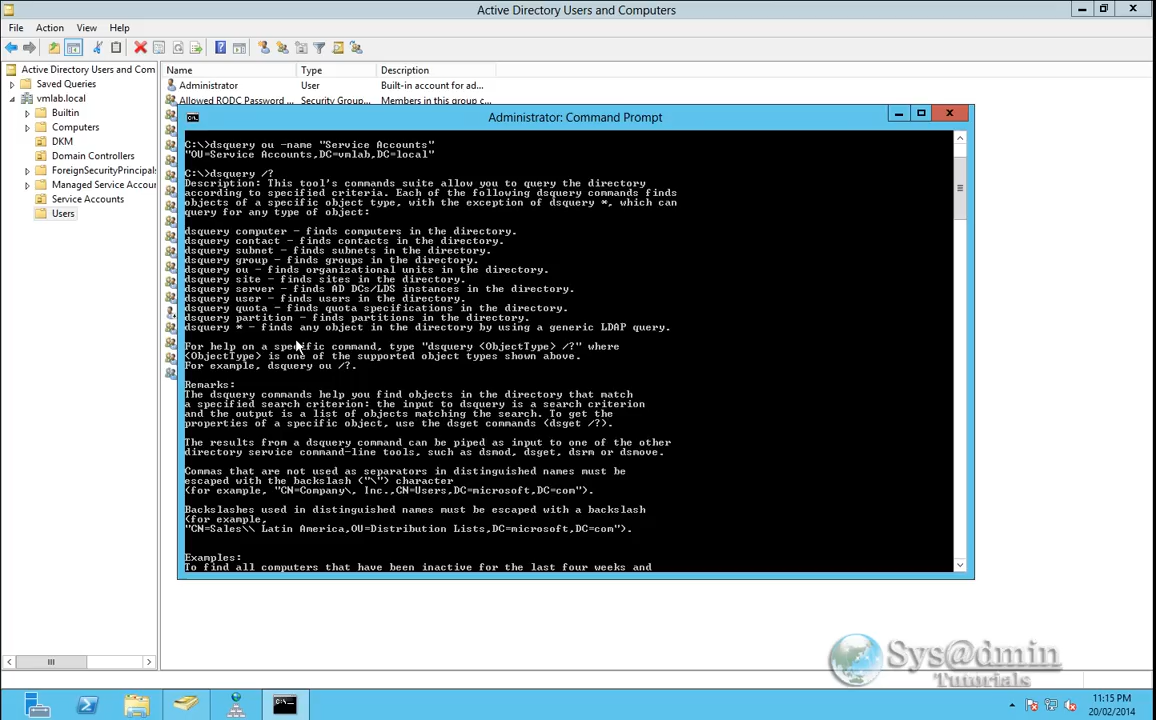 Active Directory Users and Computers
File Action View Help
Active Directory Users and Com
Saved Queries
vmlab.local
Builtin
Computers
DKM
Domain Controllers
ForeignSecurityPrincipal:
Managed Service Accour
Service Accounts
Users
Name Type Description
Administrator User Built-in account for ad...
Allowed RODC Password ... Security Group... Members in this group c...
Administrator: Command Prompt
C:\>dsquery ou -name "Service Accounts"
"OU=Service Accounts,DC=vmlab,DC=local"
C:\>dsquery /?
Description: This tool's commands suite allow you to query the directory
according to specified criteria. Each of the following dsquery commands finds
objects of a specific object type, with the exception of dsquery *, which can
query for any type of object:
dsquery computer - finds computers in the directory.
dsquery contact - finds contacts in the directory.
dsquery subnet - finds subnets in the directory.
dsquery group - finds groups in the directory.
dsquery ou - finds organizational units in the directory.
dsquery site - finds sites in the directory.
dsquery server - finds AD DCs/LDS instances in the directory.
dsquery user - finds users in the directory.
dsquery quota - finds quota specifications in the directory.
dsquery partition - finds partitions in the directory.
dsquery * - finds any object in the directory by using a generic LDAP query.
For help on a specific command, type "dsquery <ObjectType> /?" where
<ObjectType> is one of the supported object types shown above.
For example, dsquery ou /?.
Remarks:
The dsquery commands help you find objects in the directory that match
a specified search criterion: the input to dsquery is a search criterion
and the output is a list of objects matching the search. To get the
properties of a specific object, use the dsget commands (dsget /?).
The results from a dsquery command can be piped as input to one of the other
directory service command-line tools, such as dsmod, dsget, dsrm or dsmove.
Commas that are not used as separators in distinguished names must be
escaped with the backslash ("\") character
(for example, "CN=Company\, Inc.,CN=Users,DC=microsoft,DC=com").
Backslashes used in distinguished names must be escaped with a backslash
(for example,
"CN=Sales\\ Latin America,OU=Distribution Lists,DC=microsoft,DC=com").
Examples:
To find all computers that have been inactive for the last four weeks and
Sys@dmin
Tutorials
11:15 PM
20/02/2014